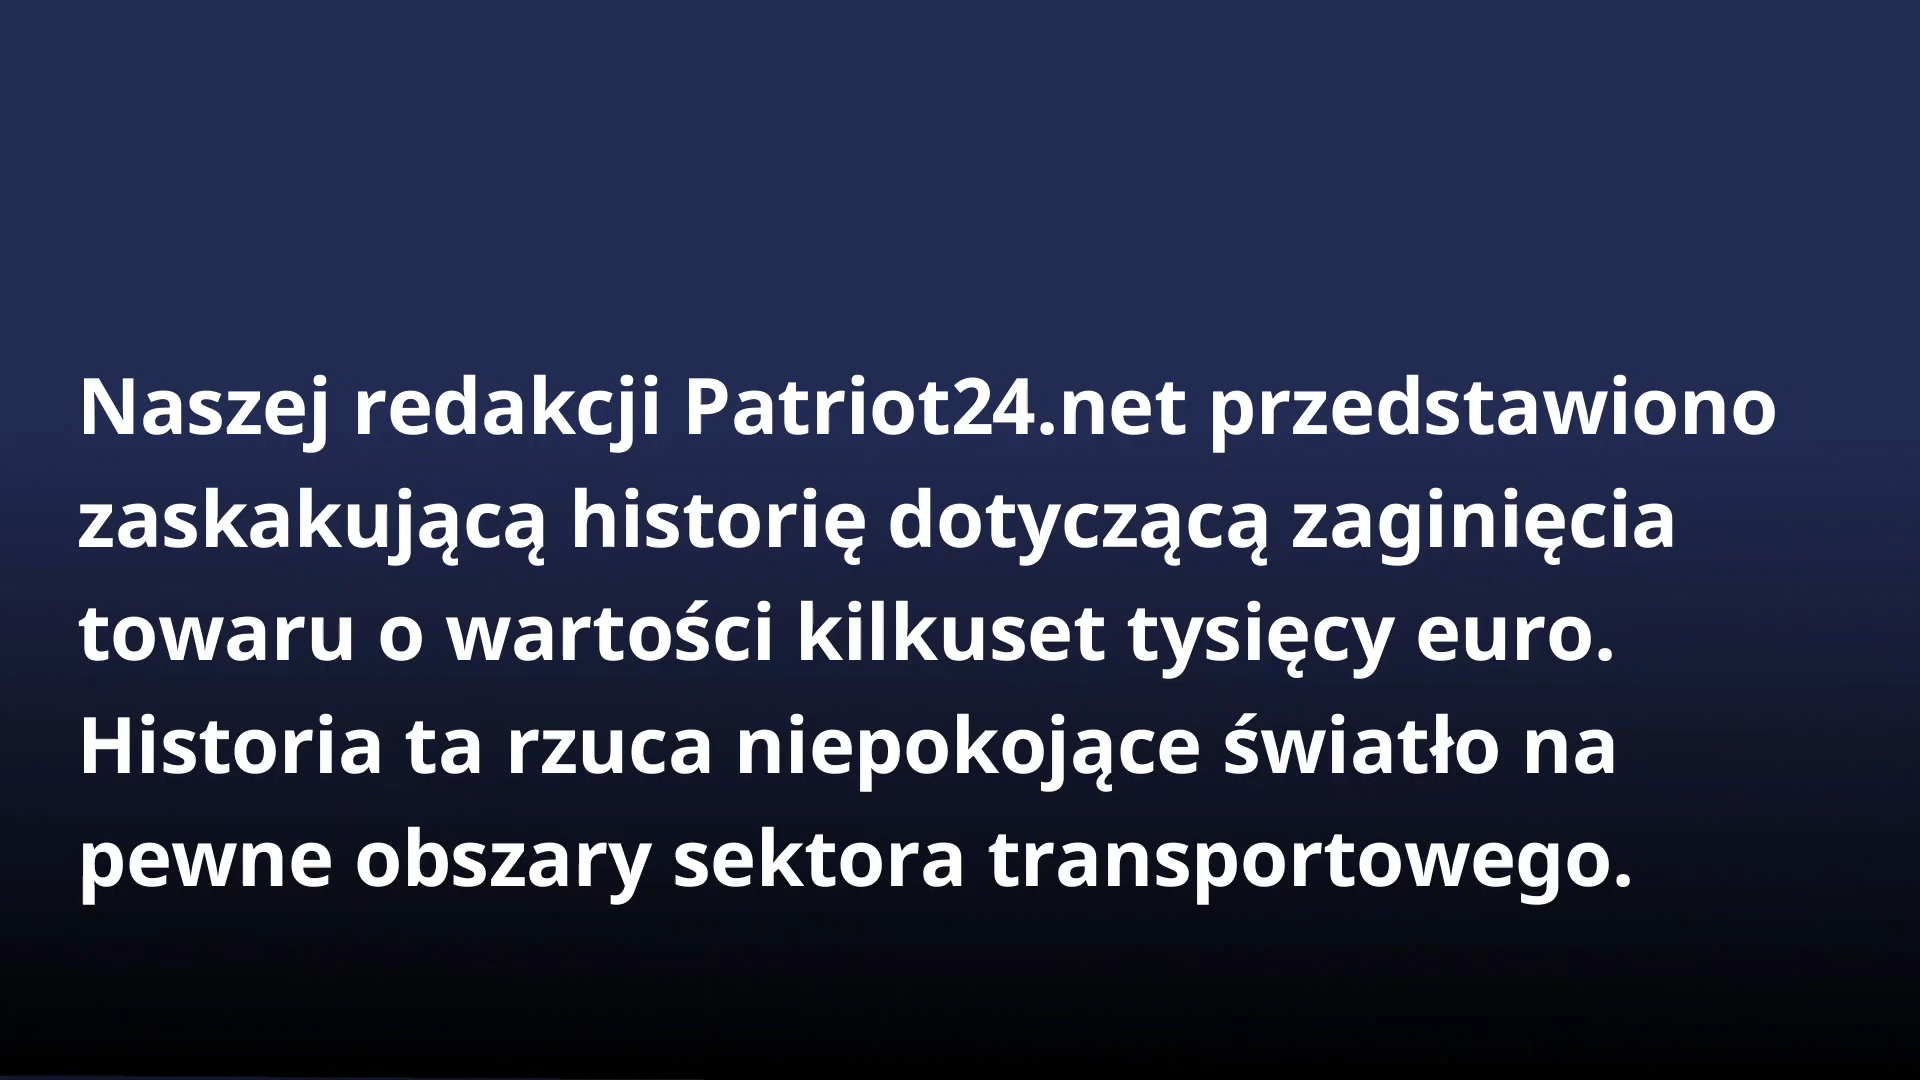 Naszej redakcji Patriot24.net przedstawiono
zaskakującą historię dotyczącą zaginięcia
towaru o wartości kilkuset tysięcy euro.
Historia ta rzuca niepokojące światło na
pewne obszary sektora transportowego.